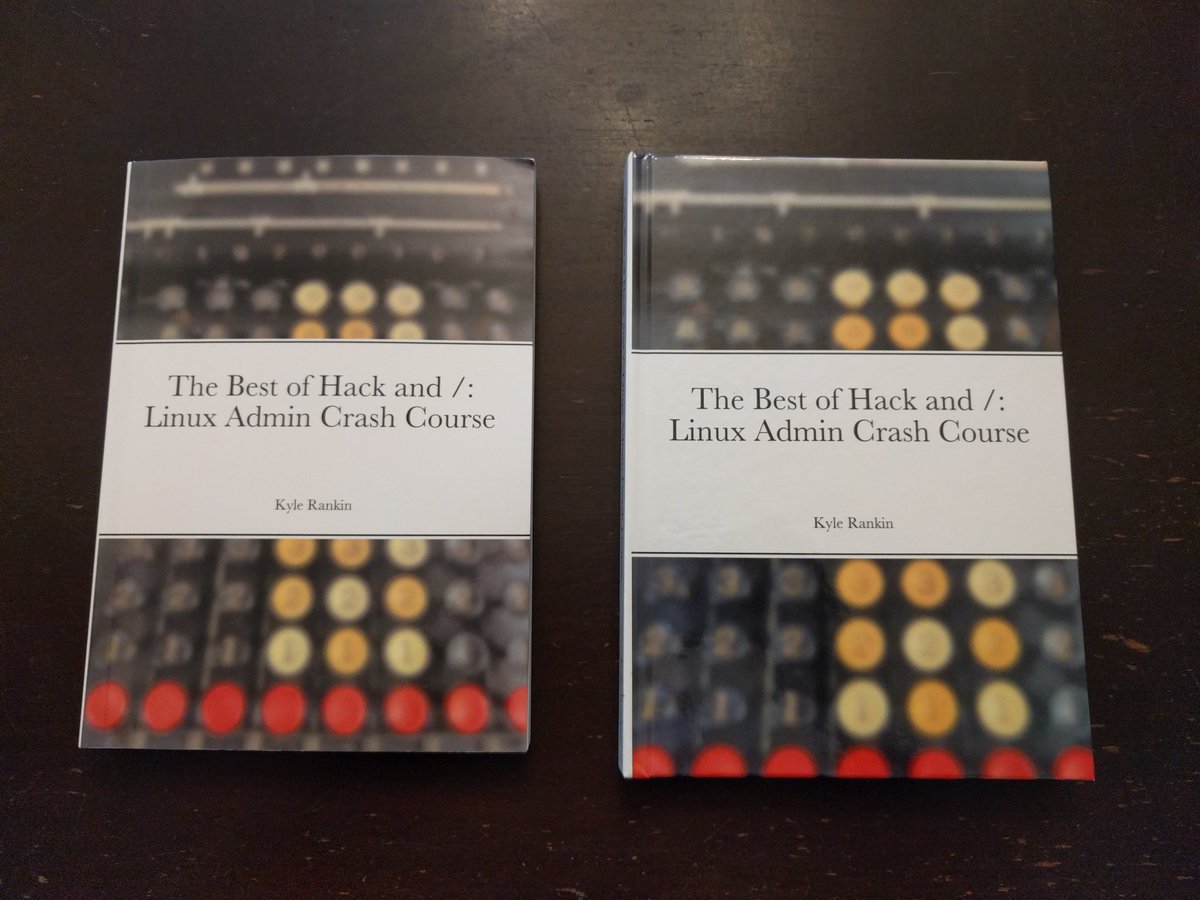 The Best of Hack and /:
Linux Admin Crash Course
Kyle Rankin
The Best of Hack and /:
Linux Admin Crash Course
Kyle Rankin